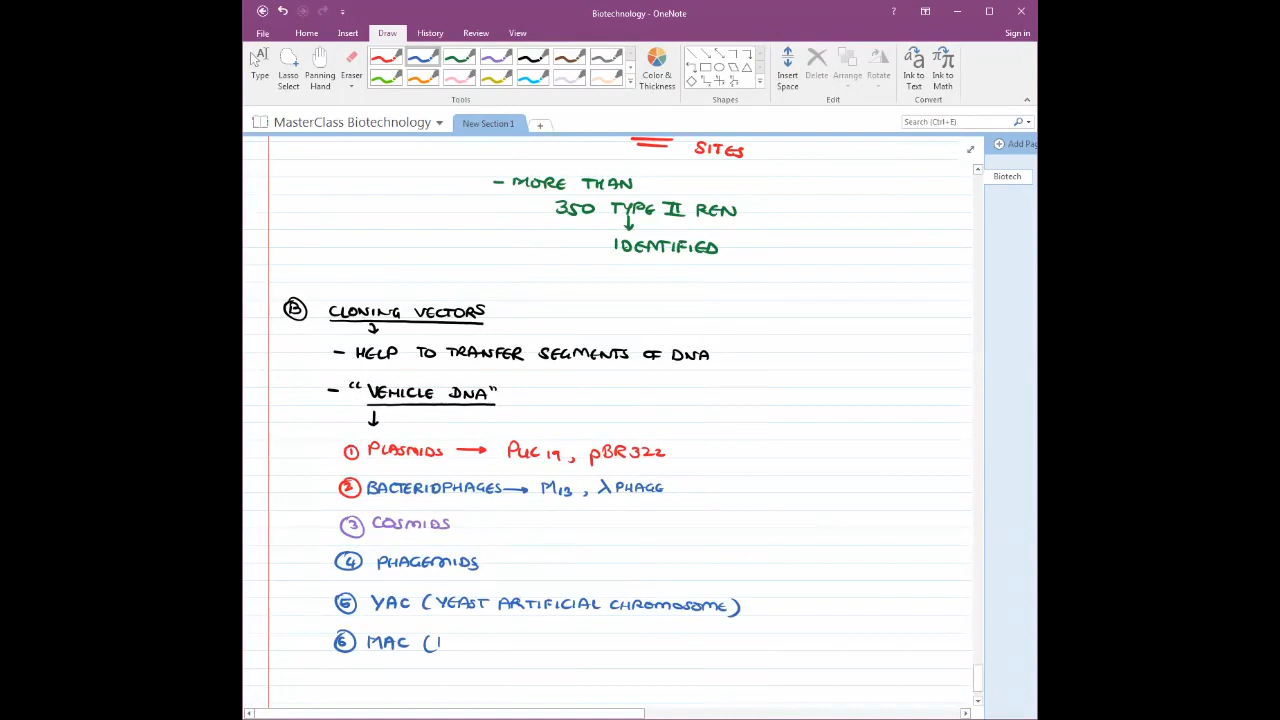 Biotechnology - OneNote
? 
File Home Insert Draw History Review View Sign in
Type Lasso Select Panning Hand Eraser Color & Thickness Insert Space Delete Arrange Rotate Ink to Text Ink to Math
Tools Shapes Edit Convert
MasterClass Biotechnology New Section 1 + Search (Ctrl+E)
Add Pag
Biotech
SITES
- MORE THAN
350 TYPE II REN
↓
IDENTIFIED
B CLONING VECTORS
↓
- HELP TO TRANFER SEGMENTS OF DNA
- "VEHICLE DNA"
↓
1 PLASMIDS → PUC 19, pBR322
2 BACTERIOPHAGES → M13, λ PHAGE
3 COSMIDS
4 PHAGEMIDS
5 YAC (YEAST ARTIFICIAL CHROMOSOME)
6 MAC (